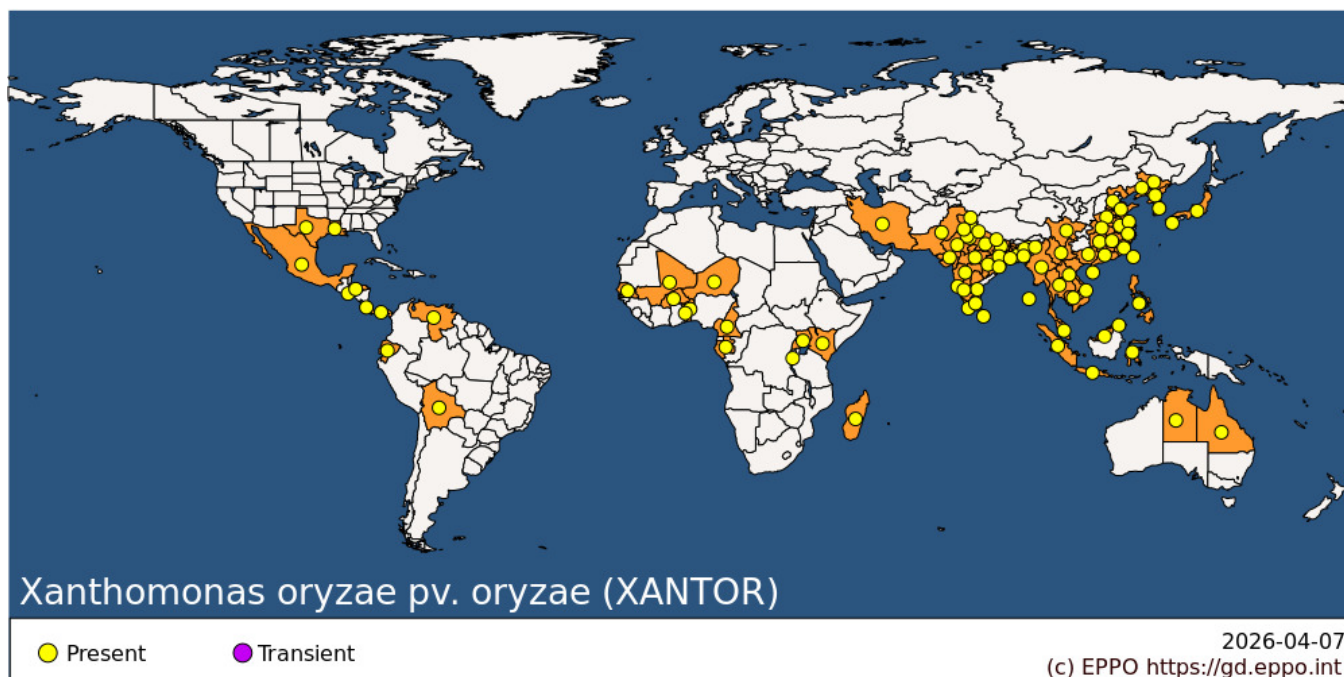 Xanthomonas oryzae pv. oryzae (XANTOR)
Present
Transient
2026-04-07
(c) EPPO https://gd.eppo.int